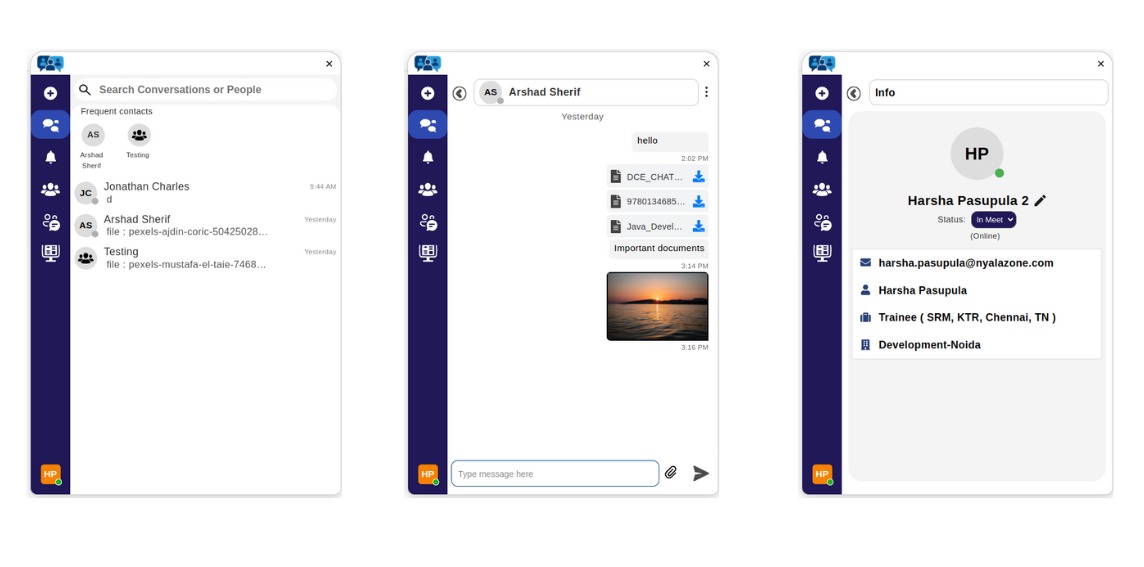 Search Conversations or People
Frequent contacts
AS
Arshad
Sherif
Testing
JC
Jonathan Charles
9:44 AM
d
AS
Arshad Sherif
Yesterday
file : pexels-ajdin-coric-50425028...
Testing
Yesterday
file : pexels-mustafa-el-taie-7468...
HP
AS
Arshad Sherif
Yesterday
hello
2:02 PM
DCE_CHAT...
9780134685...
Java_Devel...
Important documents
3:14 PM
3:16 PM
Type message here
HP
Info
HP
Harsha Pasupula 2
Status: In Meet
(Online)
harsha.pasupula@nyalazone.com
Harsha Pasupula
Trainee ( SRM, KTR, Chennai, TN )
Development-Noida
HP